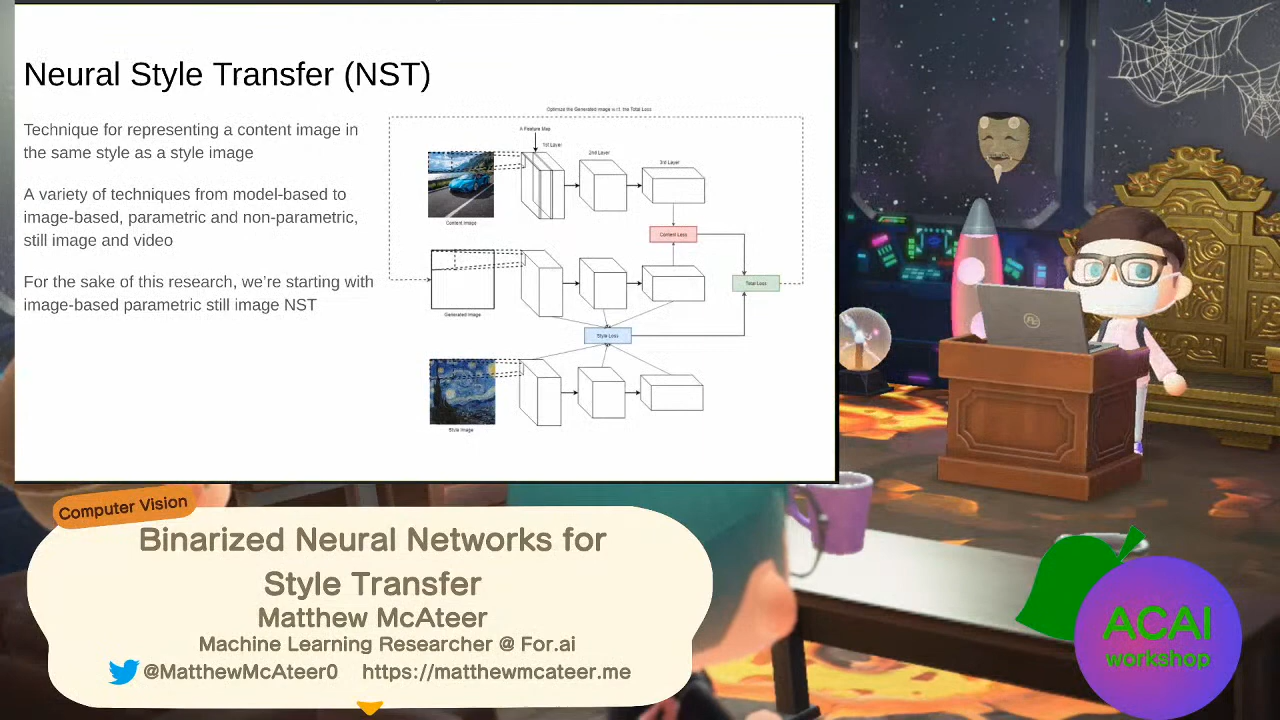 Neural Style Transfer (NST)
Technique for representing a content image in
the same style as a style image
A variety of techniques from model-based to
image-based, parametric and non-parametric,
still image and video
For the sake of this research, we're starting with
image-based parametric still image NST
Optimize the Generated Image w.r.t. the Total Loss
A Feature Map
1st Layer
2nd Layer
3rd Layer
Content Image
Content Loss
Total Loss
Generated Image
Style Loss
Style Image
Computer Vision
Binarized Neural Networks for
Style Transfer
Matthew McAteer
Machine Learning Researcher @ For.ai
@MatthewMcAteer0 https://matthewmcateer.me
ACAI
workshop